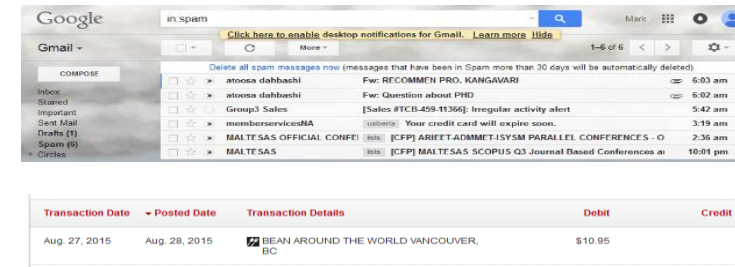 Google in:spam Mark
Click here to enable desktop notifications for Gmail. Learn more Hide
Gmail More 1–6 of 6
Delete all spam messages now (messages that have been in Spam more than 30 days will be automatically deleted)
COMPOSE
atoosa dahbashi Fw: RECOMMEN PRO. KANGAVARI 6:03 am
Inbox
atoosa dahbashi Fw: Question about PHD 6:02 am
Starred
Group3 Sales [Sales #TCB-459-11366]: Irregular activity alert 5:42 am
Important
Sent Mail
memberservicesNA Your credit card will expire soon. 3:19 am
Drafts (1)
MALTESAS OFFICIAL CONFEI lists [CFP] ARIEET-ADMMET-ISYSM PARALLEL CONFERENCES - O 2:36 am
Spam (6)
MALTESAS lists [CFP] MALTESAS SCOPUS Q3 Journal Based Conferences 10:01 pm
Circles
Transaction Date Posted Date Transaction Details Debit Credit
Aug. 27, 2015 Aug. 28, 2015 BEAN AROUND THE WORLD VANCOUVER, $10.95
BC